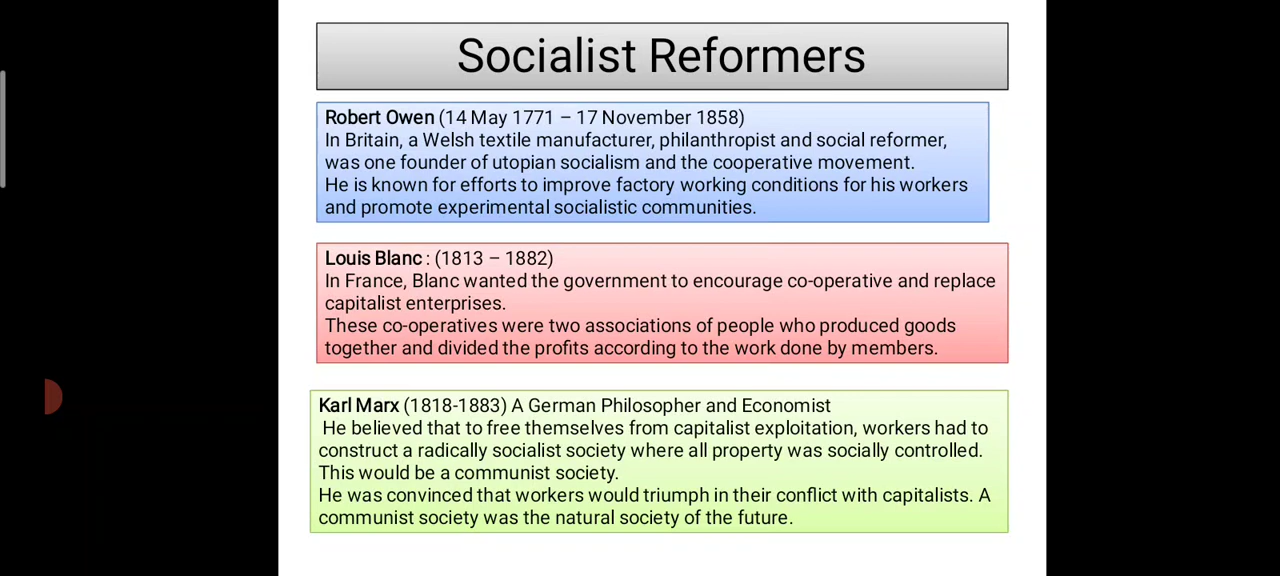 Socialist Reformers
Robert Owen (14 May 1771 – 17 November 1858)
In Britain, a Welsh textile manufacturer, philanthropist and social reformer,
was one founder of utopian socialism and the cooperative movement.
He is known for efforts to improve factory working conditions for his workers
and promote experimental socialistic communities.
Louis Blanc : (1813 – 1882)
In France, Blanc wanted the government to encourage co-operative and replace
capitalist enterprises.
These co-operatives were two associations of people who produced goods
together and divided the profits according to the work done by members.
Karl Marx (1818-1883) A German Philosopher and Economist
He believed that to free themselves from capitalist exploitation, workers had to
construct a radically socialist society where all property was socially controlled.
This would be a communist society.
He was convinced that workers would triumph in their conflict with capitalists. A
communist society was the natural society of the future.